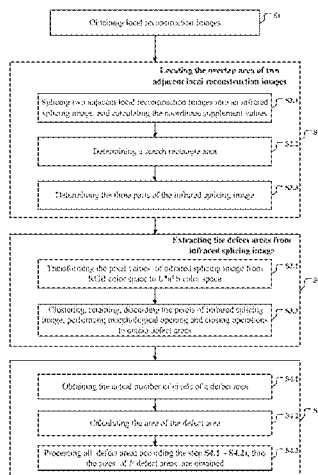 Obtaining local reconstruction images
S1
Locating the overlap area of two
adjacent local reconstruction images
Splicing two adjacent local reconstruction images into an infrared
splicing image, and calculating the coordinate supplement values
S2.1
Determining a search rectangle area
S2.2
Determining the three parts of the infrared splicing image
S2.3
Extracting the defect areas from
infrared splicing image
Transforming the pixel values of infrared splicing image from
RGB color space to L*a*b color space
S3.1
Clustering, retaining, discarding the pixels of infrared splicing
image, performing morphological opening and closing operations
to obtain defect areas
S3.2
Obtaining the actual number of pixels of a defect area
S4.1
Calculating the area of the defect area
S4.2
Processing all defect areas according the step S4.1 - S4.2), thus
the areas of defect areas are obtained
S4.3